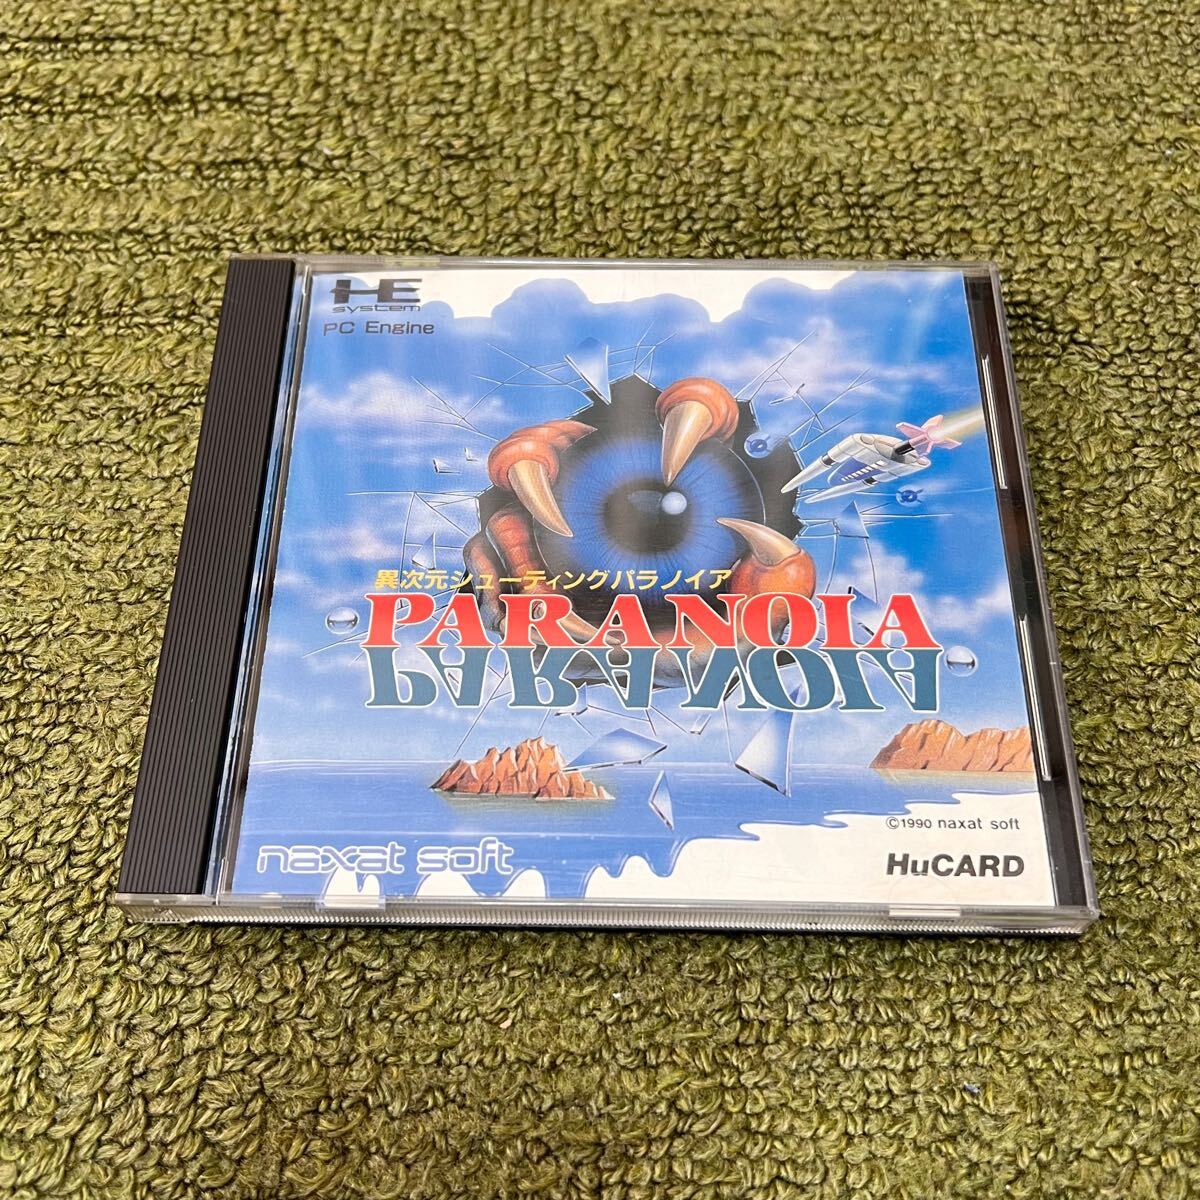 HE
system
PC Engine
異次元シューティングパラノイア
PARANOIA
PARANOIA
©1990 naxat soft
naxat soft
HuCARD